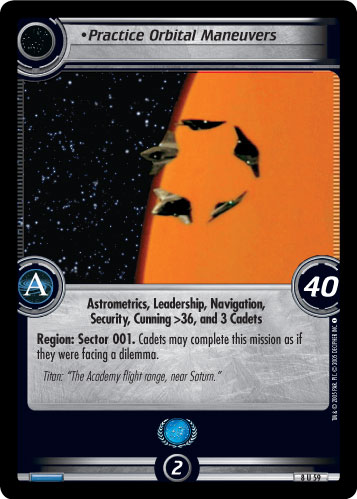 •Practice Orbital Maneuvers
A
40
Astrometrics, Leadership, Navigation,
Security, Cunning >36, and 3 Cadets
Region: Sector 001. Cadets may complete this mission as if
they were facing a dilemma.
Titan: "The Academy flight range, near Saturn."
2
8 U 59